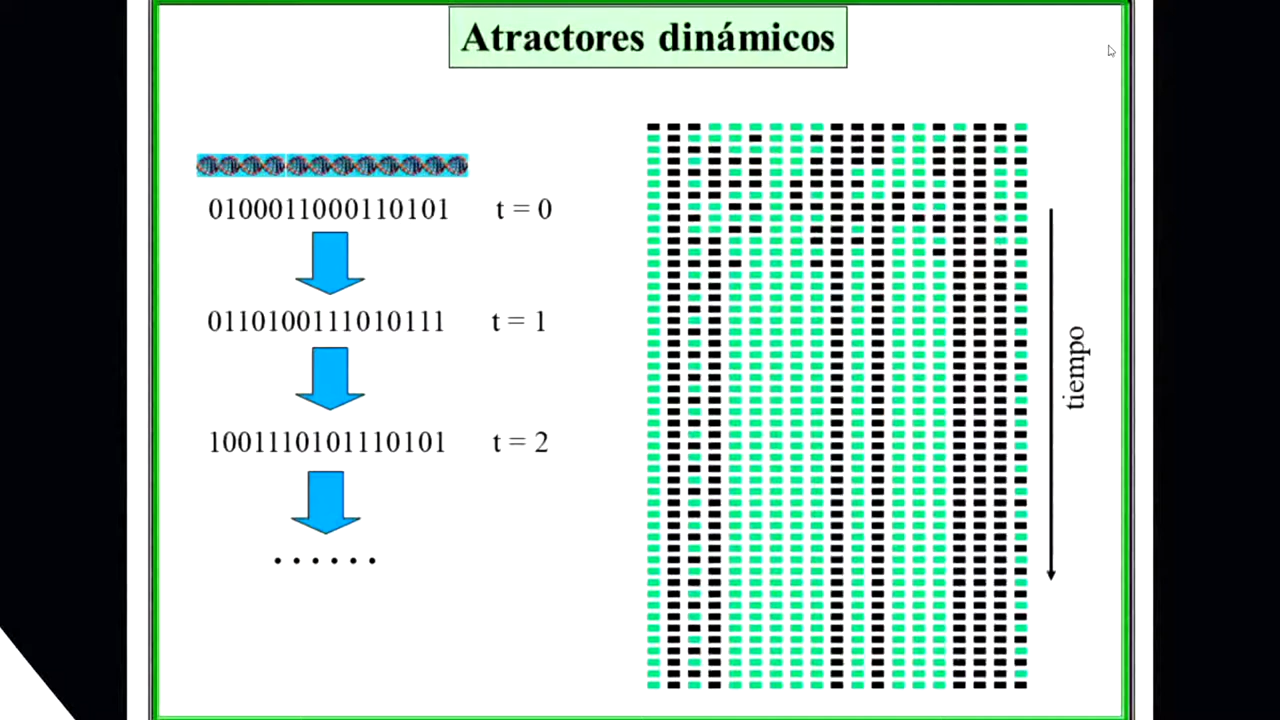 Atractores dinámicos
0100011000110101 t = 0
0110100111010111 t = 1
1001110101110101 t = 2
......
tiempo